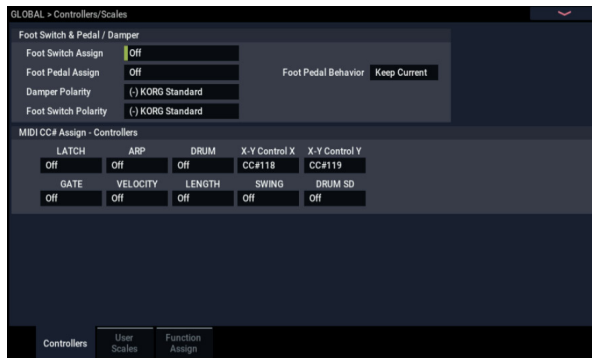 GLOBAL > Controllers/Scales
Foot Switch & Pedal / Damper
Foot Switch Assign Off
Foot Pedal Assign Off Foot Pedal Behavior Keep Current
Damper Polarity (-) KORG Standard
Foot Switch Polarity (-) KORG Standard
MIDI CC# Assign - Controllers
LATCH ARP DRUM X-Y Control X X-Y Control Y
Off Off Off CC#118 CC#119
GATE VELOCITY LENGTH SWING DRUM SD
Off Off Off Off Off
Controllers User Scales Function Assign